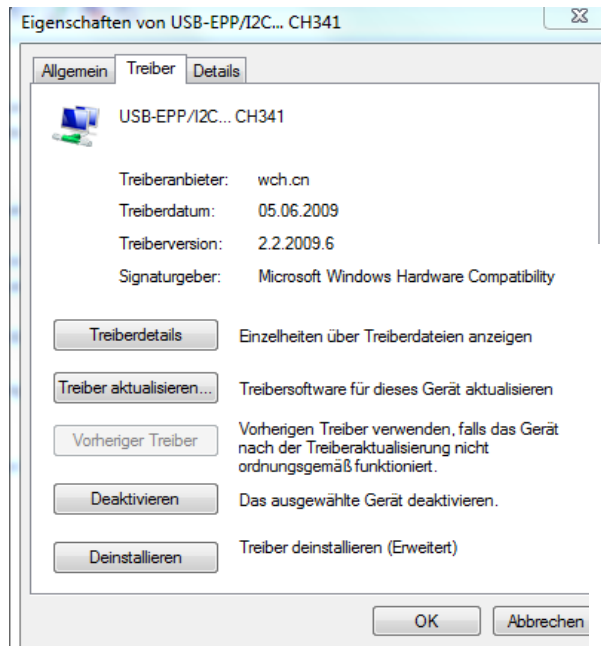 Eigenschaften von USB-EPP/I2C... CH341
Allgemein
Treiber
Details
USB-EPP/I2C... CH341
Treiberanbieter: wch.cn
Treiberdatum: 05.06.2009
Treiberversion: 2.2.2009.6
Signaturgeber: Microsoft Windows Hardware Compatibility
Treiberdetails
Einzelheiten über Treiberdateien anzeigen
Treiber aktualisieren...
Treibersoftware für dieses Gerät aktualisieren
Vorheriger Treiber
Vorherigen Treiber verwenden, falls das Gerät
nach der Treiberaktualisierung nicht
ordnungsgemäß funktioniert.
Deaktivieren
Das ausgewählte Gerät deaktivieren.
Deinstallieren
Treiber deinstallieren (Erweitert)
OK
Abbrechen